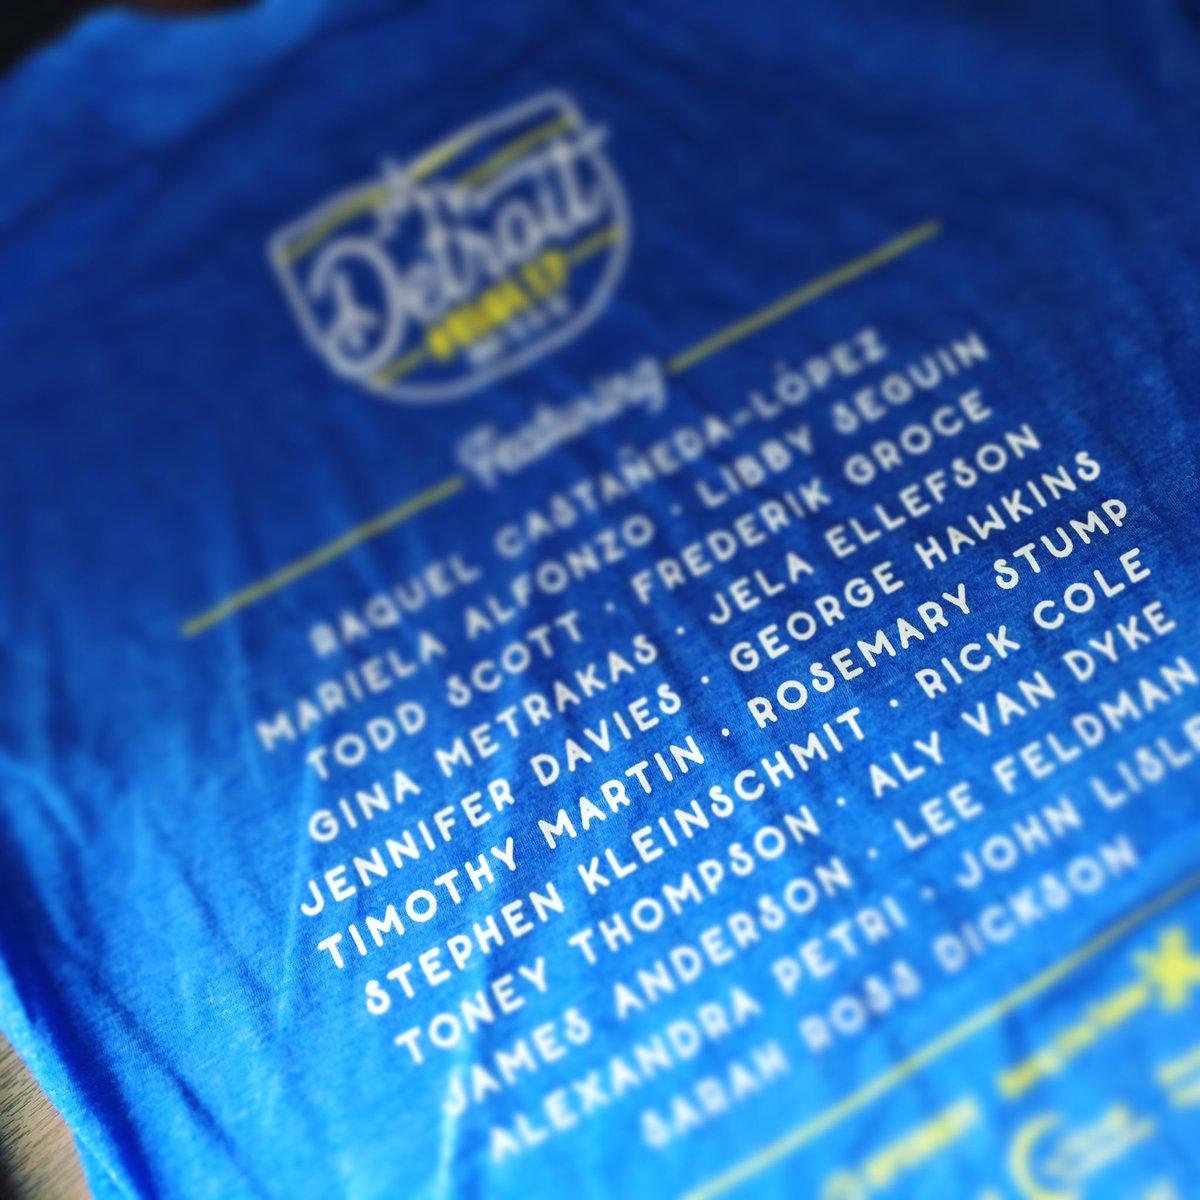 Detroit
Featuring
RAQUEL CASTAÑEDA-LÓPEZ
MARIELA ALFONZO · LIBBY SEGUIN
TODD SCOTT · FREDERIK GROCE
GINA METRAKAS · JELA ELLEFSON
JENNIFER DAVIES · GEORGE HAWKINS
TIMOTHY MARTIN · ROSEMARY STUMP
STEPHEN KLEINSCHMIT · RICK COLE
TONEY THOMPSON · ALY VAN DYKE
JAMES ANDERSON · LEE FELDMAN
ALEXANDRA PETRI · JOHN LISLE
SARAH ROSS DICKSON